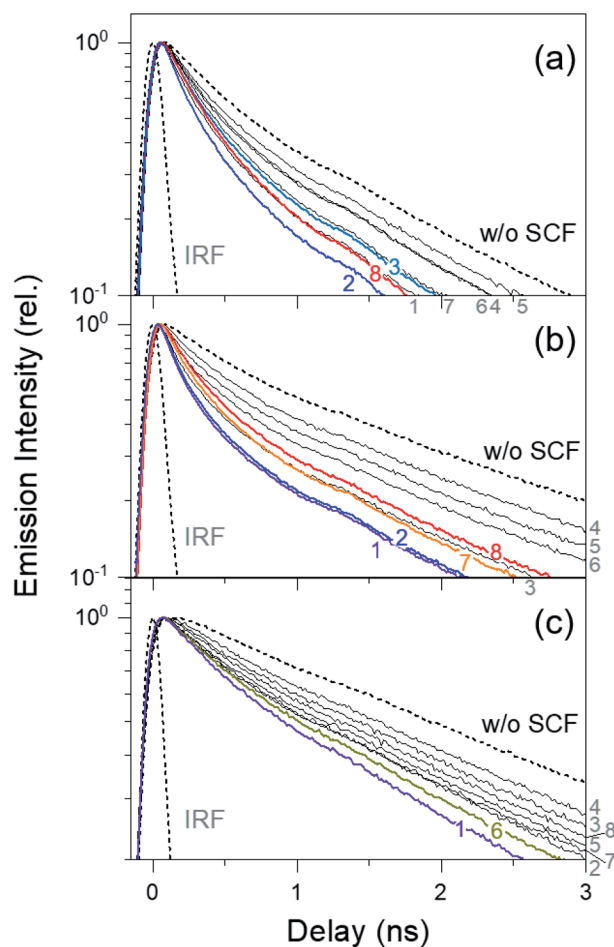 (a)
10⁰
w/o SCF
IRF
3
8
2
10⁻¹
1 7 6 4 5
(b)
10⁰
w/o SCF
IRF
4
5
6
8
2
7
1
10⁻¹
3
(c)
10⁰
w/o SCF
IRF
4
3
8
5
7
2
6
1
0 1 2 3
Delay (ns)
Emission Intensity (rel.)